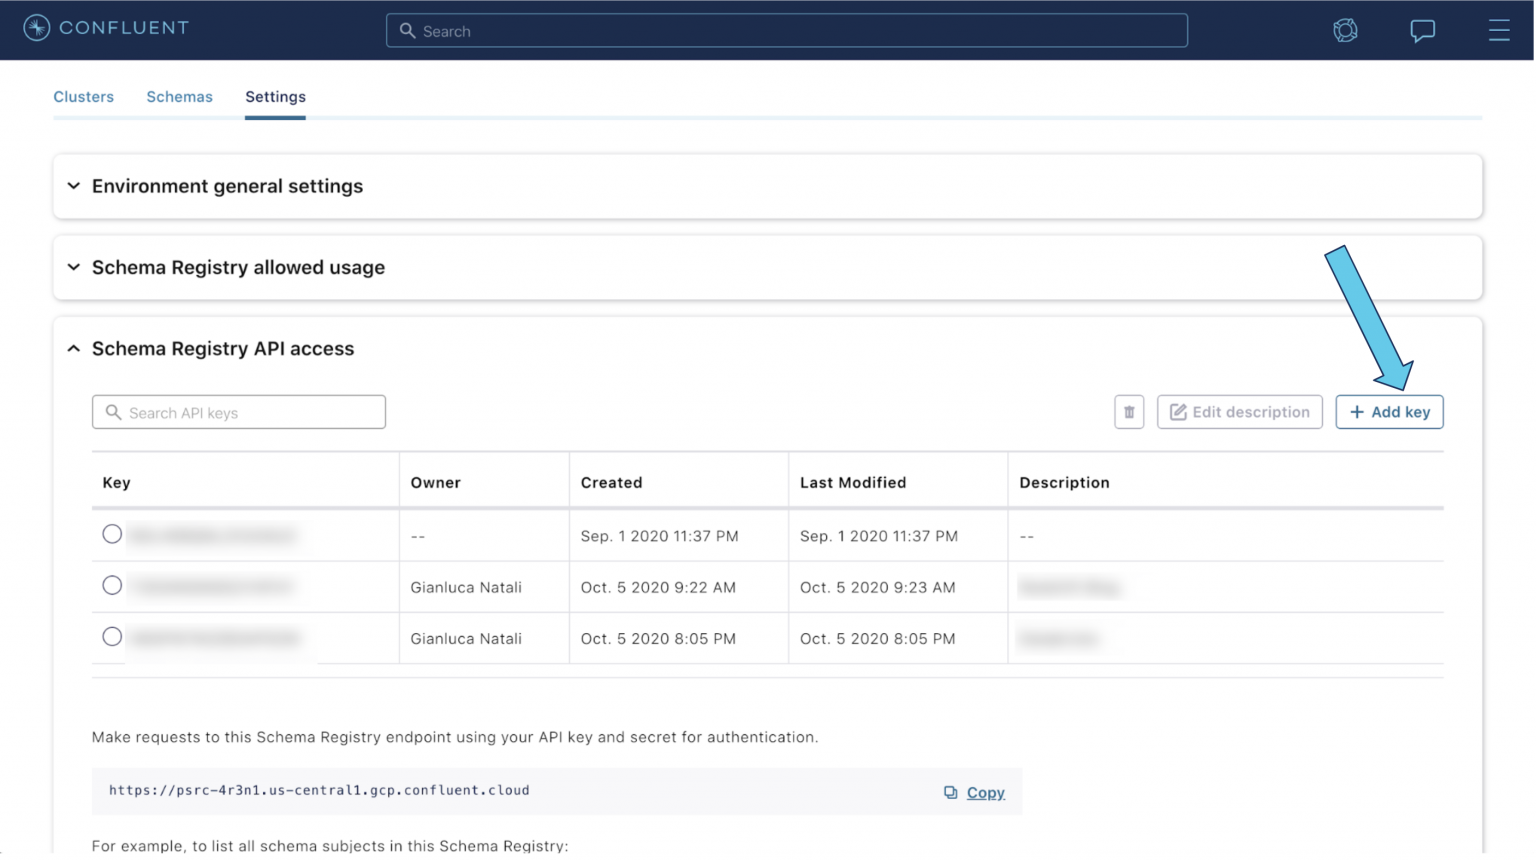 CONFLUENT
Search
Clusters Schemas Settings
Environment general settings
Schema Registry allowed usage
Schema Registry API access
Search API keys
Edit description
+ Add key
Key Owner Created Last Modified Description
-- Sep. 1 2020 11:37 PM Sep. 1 2020 11:37 PM --
Gianluca Natali Oct. 5 2020 9:22 AM Oct. 5 2020 9:23 AM
Gianluca Natali Oct. 5 2020 8:05 PM Oct. 5 2020 8:05 PM
Make requests to this Schema Registry endpoint using your API key and secret for authentication.
https://psrc-4r3n1.us-central1.gcp.confluent.cloud
Copy
For example, to list all schema subjects in this Schema Registry: